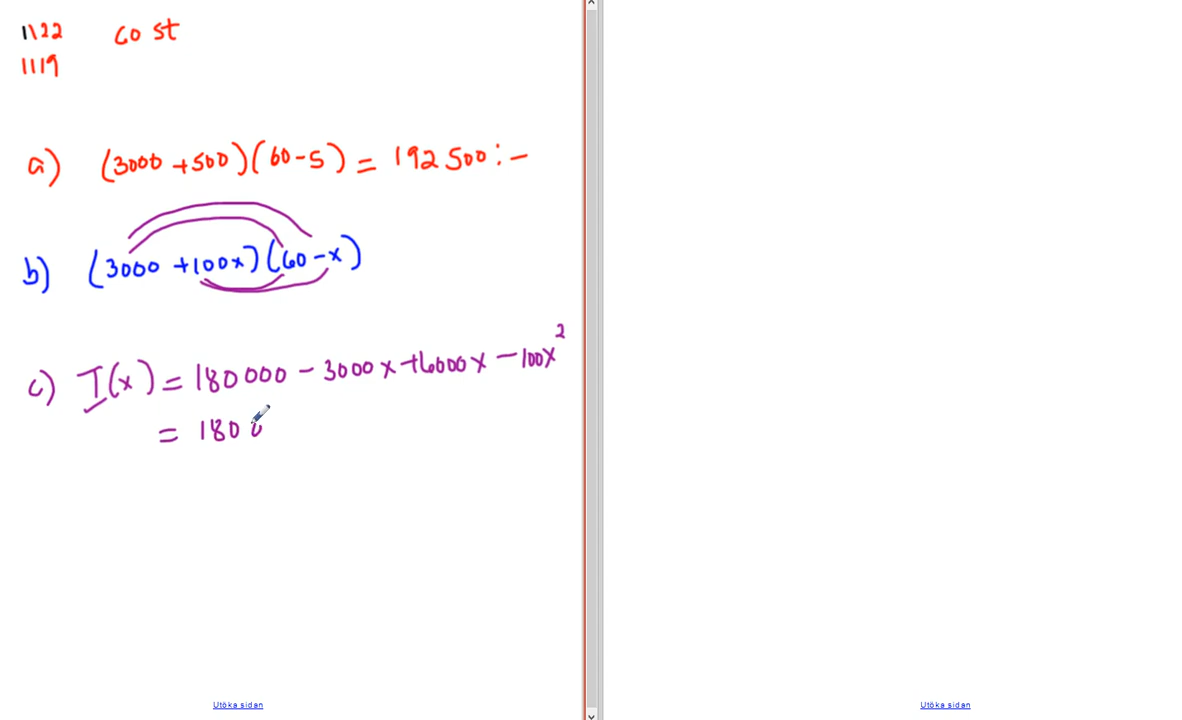 1122 60 st
1119
a) (3000 + 500)(60 - 5) = 192 500 :-
b) (3000 + 100x)(60 - x)
c) I(x) = 180 000 - 3000x + 6000x - 100x²
= 180 0
Utöka sidan
Utöka sidan